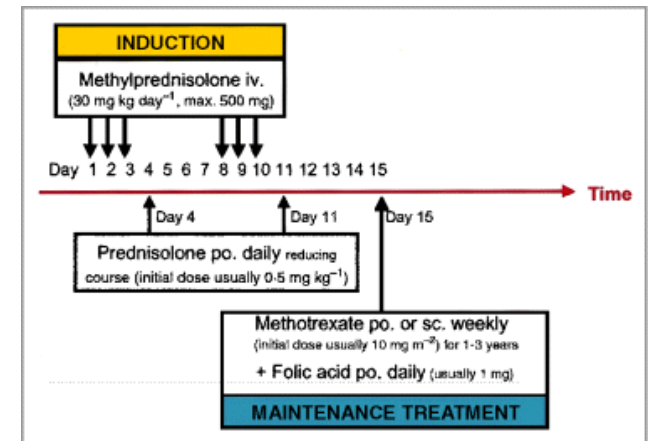 INDUCTION
Methylprednisolone iv.
(30 mg kg day⁻¹, max. 500 mg)
Day 1 2 3 4 5 6 7 8 9 10 11 12 13 14 15
Time
Day 4
Day 11
Day 15
Prednisolone po. daily reducing
course (initial dose usually 0·5 mg kg⁻¹)
Methotrexate po. or sc. weekly
(initial dose usually 10 mg m⁻²) for 1-3 years
+ Folic acid po. daily (usually 1 mg)
MAINTENANCE TREATMENT